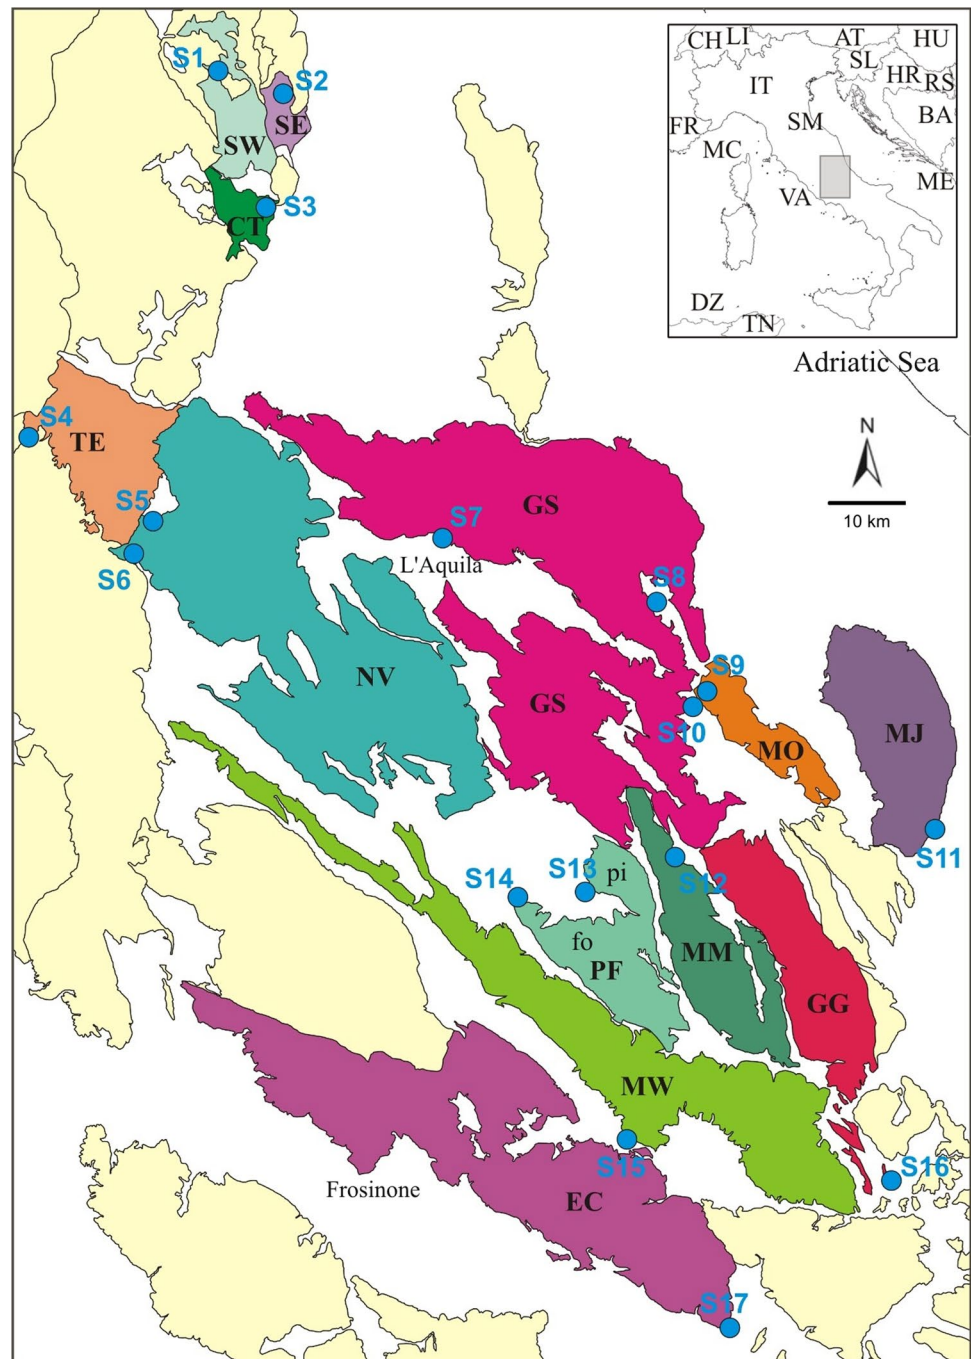 CH LI
AT
HU
SL
HR RS
IT
BA
SM
FR
MC
ME
VA
DZ
TN
S1
S2
SE
SW
S3
CT
Adriatic Sea
N
10 km
S4
TE
S5
S6
GS
S7
L'Aquila
S8
NV
GS
S9
S10
MO
MJ
S11
S12
S13
pi
S14
fo
PF
MM
GG
MW
S15
S16
Frosinone
EC
S17